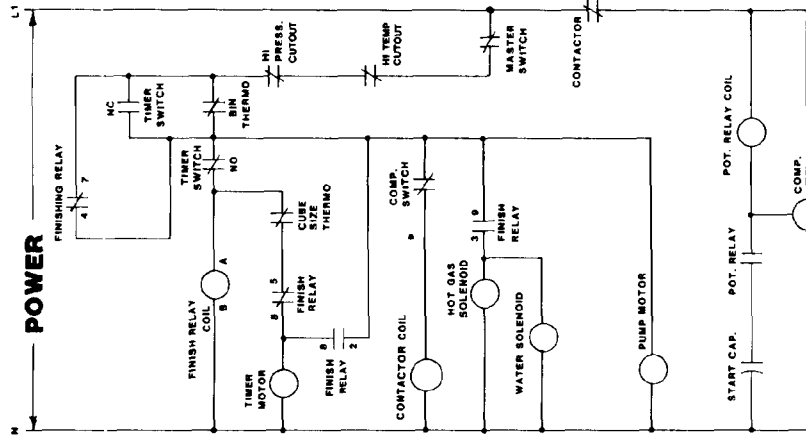 POWER
L1
N
FINISHING RELAY
4 7
NC
TIMER
SWITCH
BIN
THERMO
HI
PRESS.
CUTOUT
HI TEMP
CUTOUT
MASTER
SWITCH
CONTACTOR
TIMER
SWITCH
NO
FINISH RELAY
COIL
B A
CUBE
SIZE
THERMO
8 5
FINISH
RELAY
TIMER
MOTOR
8
2
FINISH
RELAY
COMP.
SWITCH
CONTACTOR COIL
HOT GAS
SOLENOID
3 9
FINISH
RELAY
WATER SOLENOID
PUMP MOTOR
START CAP.
POT. RELAY
POT. RELAY COIL
COMP.